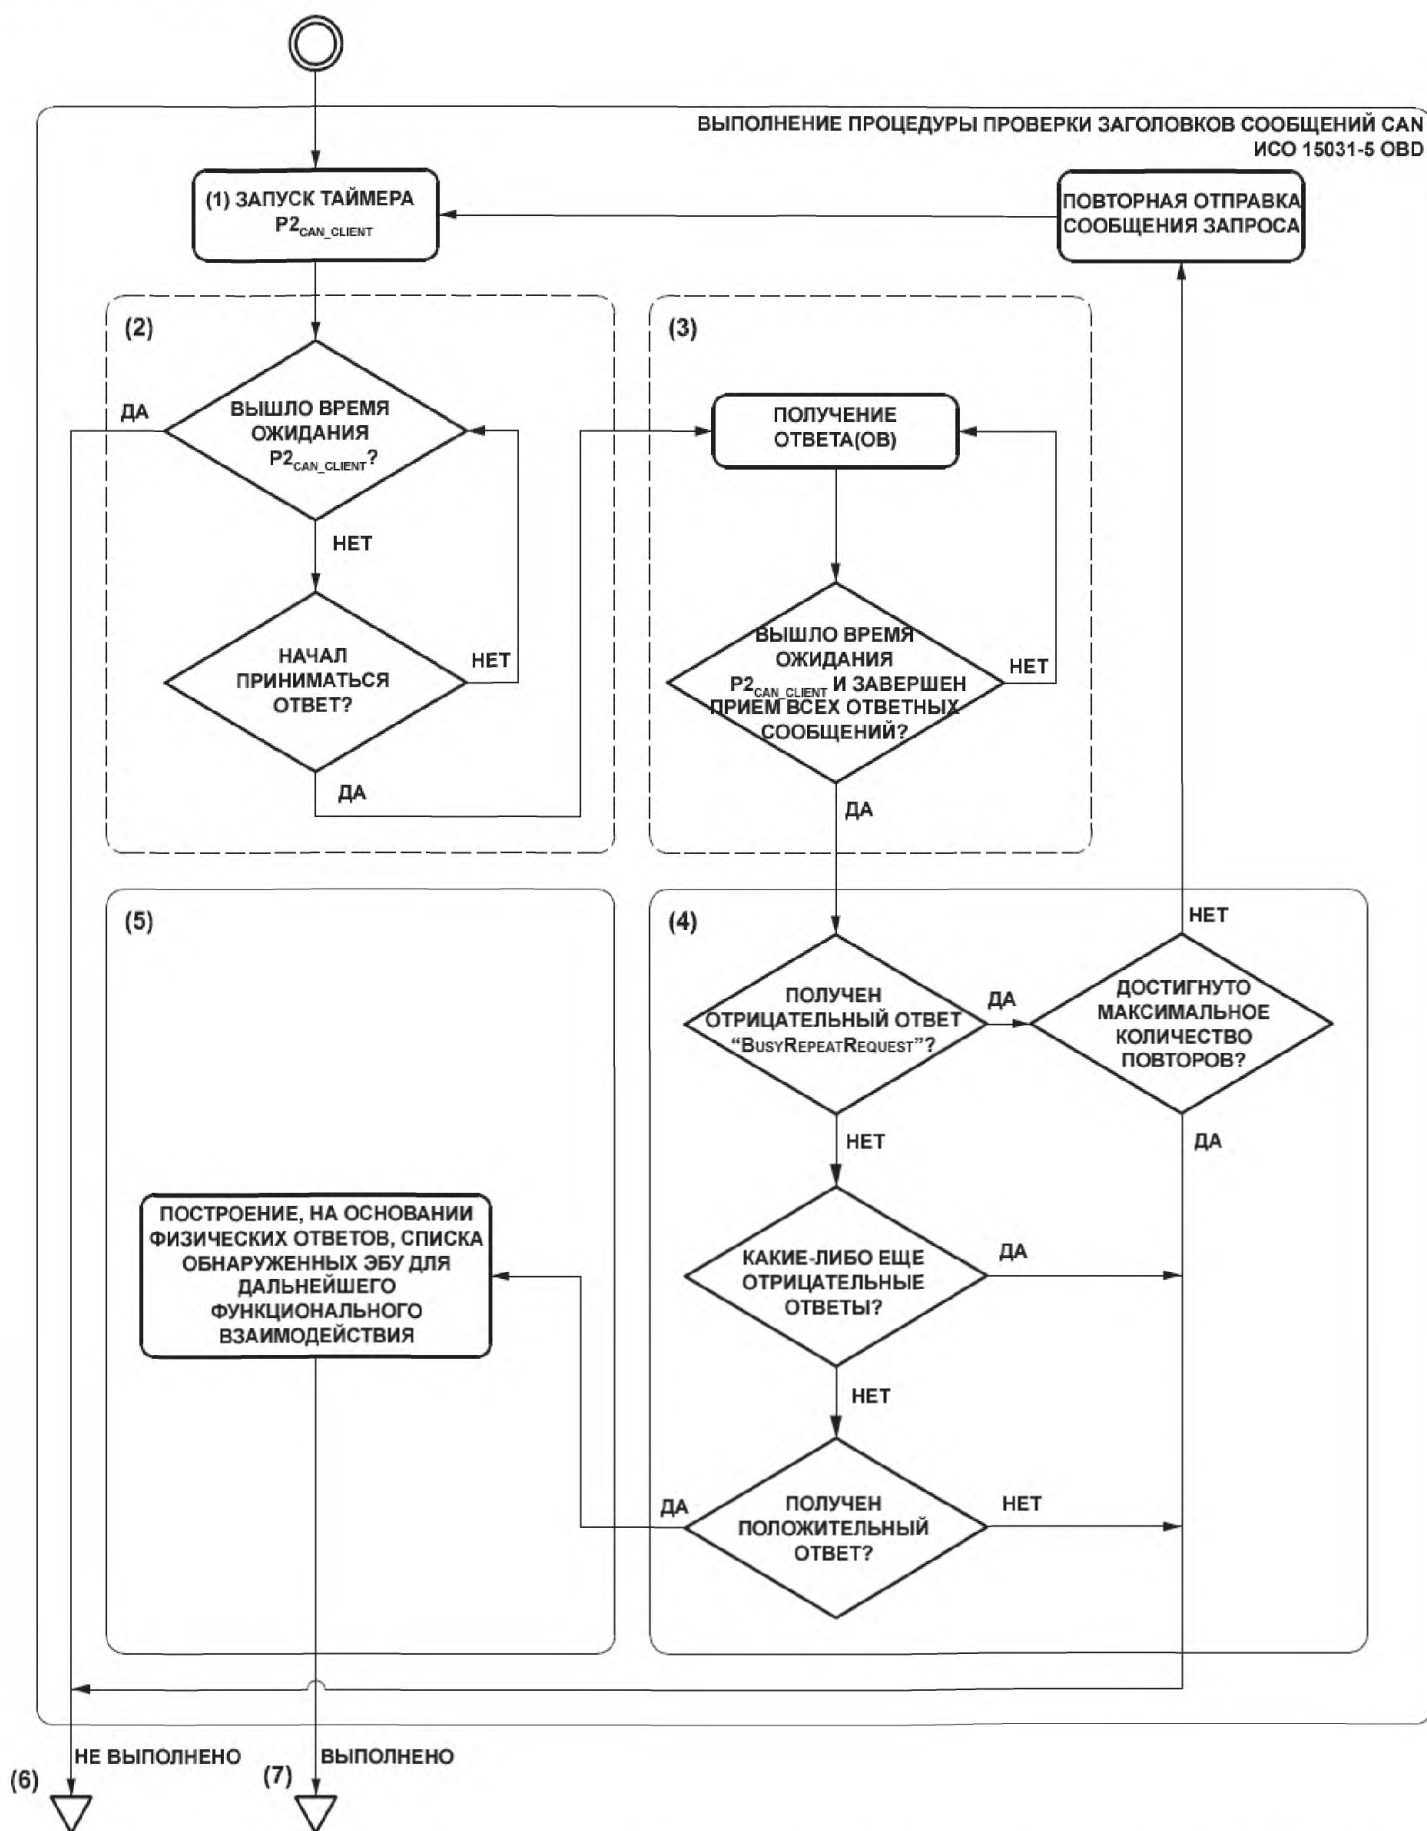 ВЫПОЛНЕНИЕ ПРОЦЕДУРЫ ПРОВЕРКИ ЗАГОЛОВКОВ СООБЩЕНИЙ CAN
ИСО 15031-5 OBD
(1) ЗАПУСК ТАЙМЕРА
P2CAN_CLIENT
ПОВТОРНАЯ ОТПРАВКА
СООБЩЕНИЯ ЗАПРОСА
(2)
ДА
ВЫШЛО ВРЕМЯ
ОЖИДАНИЯ
P2CAN_CLIENT?
НЕТ
НАЧАЛ
ПРИНИМАТЬСЯ
ОТВЕТ?
НЕТ
ДА
(3)
ПОЛУЧЕНИЕ
ОТВЕТА(ОВ)
ВЫШЛО ВРЕМЯ
ОЖИДАНИЯ
P2CAN_CLIENT И ЗАВЕРШЕН
ПРИЕМ ВСЕХ ОТВЕТНЫХ
СООБЩЕНИЙ?
НЕТ
ДА
(5)
ПОСТРОЕНИЕ, НА ОСНОВАНИИ
ФИЗИЧЕСКИХ ОТВЕТОВ, СПИСКА
ОБНАРУЖЕННЫХ ЭБУ ДЛЯ
ДАЛЬНЕЙШЕГО
ФУНКЦИОНАЛЬНОГО
ВЗАИМОДЕЙСТВИЯ
(4)
ПОЛУЧЕН
ОТРИЦАТЕЛЬНЫЙ ОТВЕТ
“BUSYREPEATREQUEST”?
ДА
НЕТ
ДОСТИГНУТО
МАКСИМАЛЬНОЕ
КОЛИЧЕСТВО
ПОВТОРОВ?
ДА
НЕТ
КАКИЕ-ЛИБО ЕЩЕ
ОТРИЦАТЕЛЬНЫЕ
ОТВЕТЫ?
ДА
НЕТ
ДА
ПОЛУЧЕН
ПОЛОЖИТЕЛЬНЫЙ
ОТВЕТ?
НЕТ
НЕ ВЫПОЛНЕНО
(6)
ВЫПОЛНЕНО
(7)